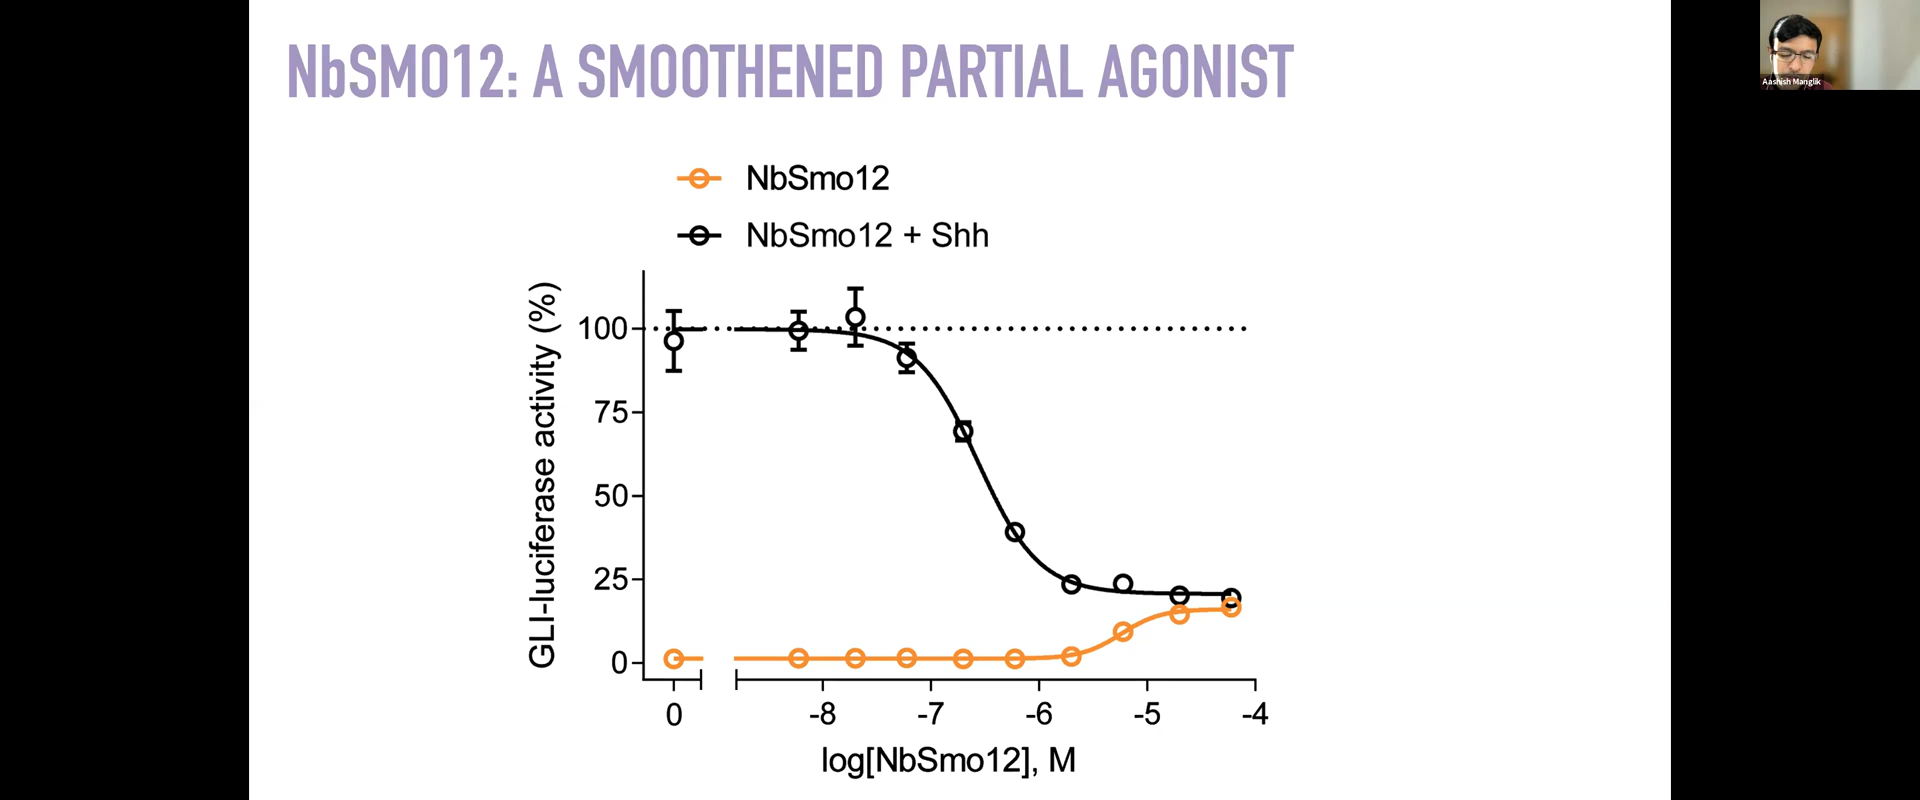 NbSMO12: A SMOOTHENED PARTIAL AGONIST
Aashish Manglik
NbSmo12
NbSmo12 + Shh
GLI-luciferase activity (%)
100
75
50
25
0
0 -8 -7 -6 -5 -4
log[NbSmo12], M